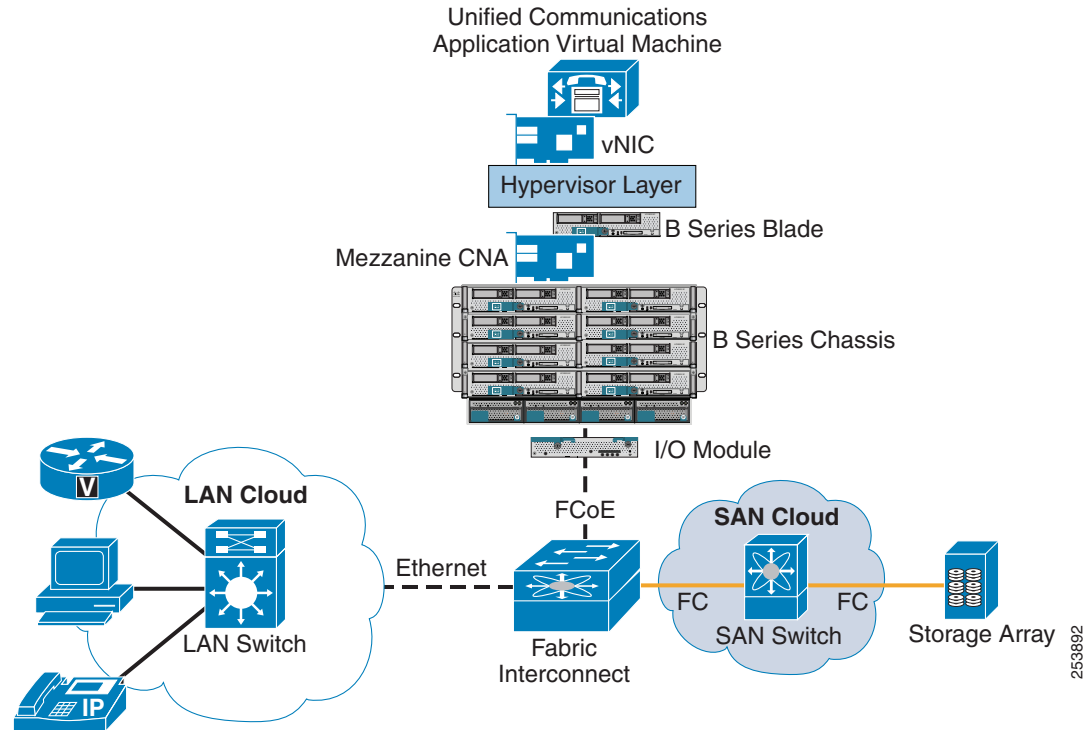 Unified Communications
Application Virtual Machine
vNIC
Hypervisor Layer
B Series Blade
Mezzanine CNA
B Series Chassis
I/O Module
V
LAN Cloud
FCoE
SAN Cloud
Ethernet
FC
FC
LAN Switch
Fabric
Interconnect
SAN Switch
Storage Array
IP
253892